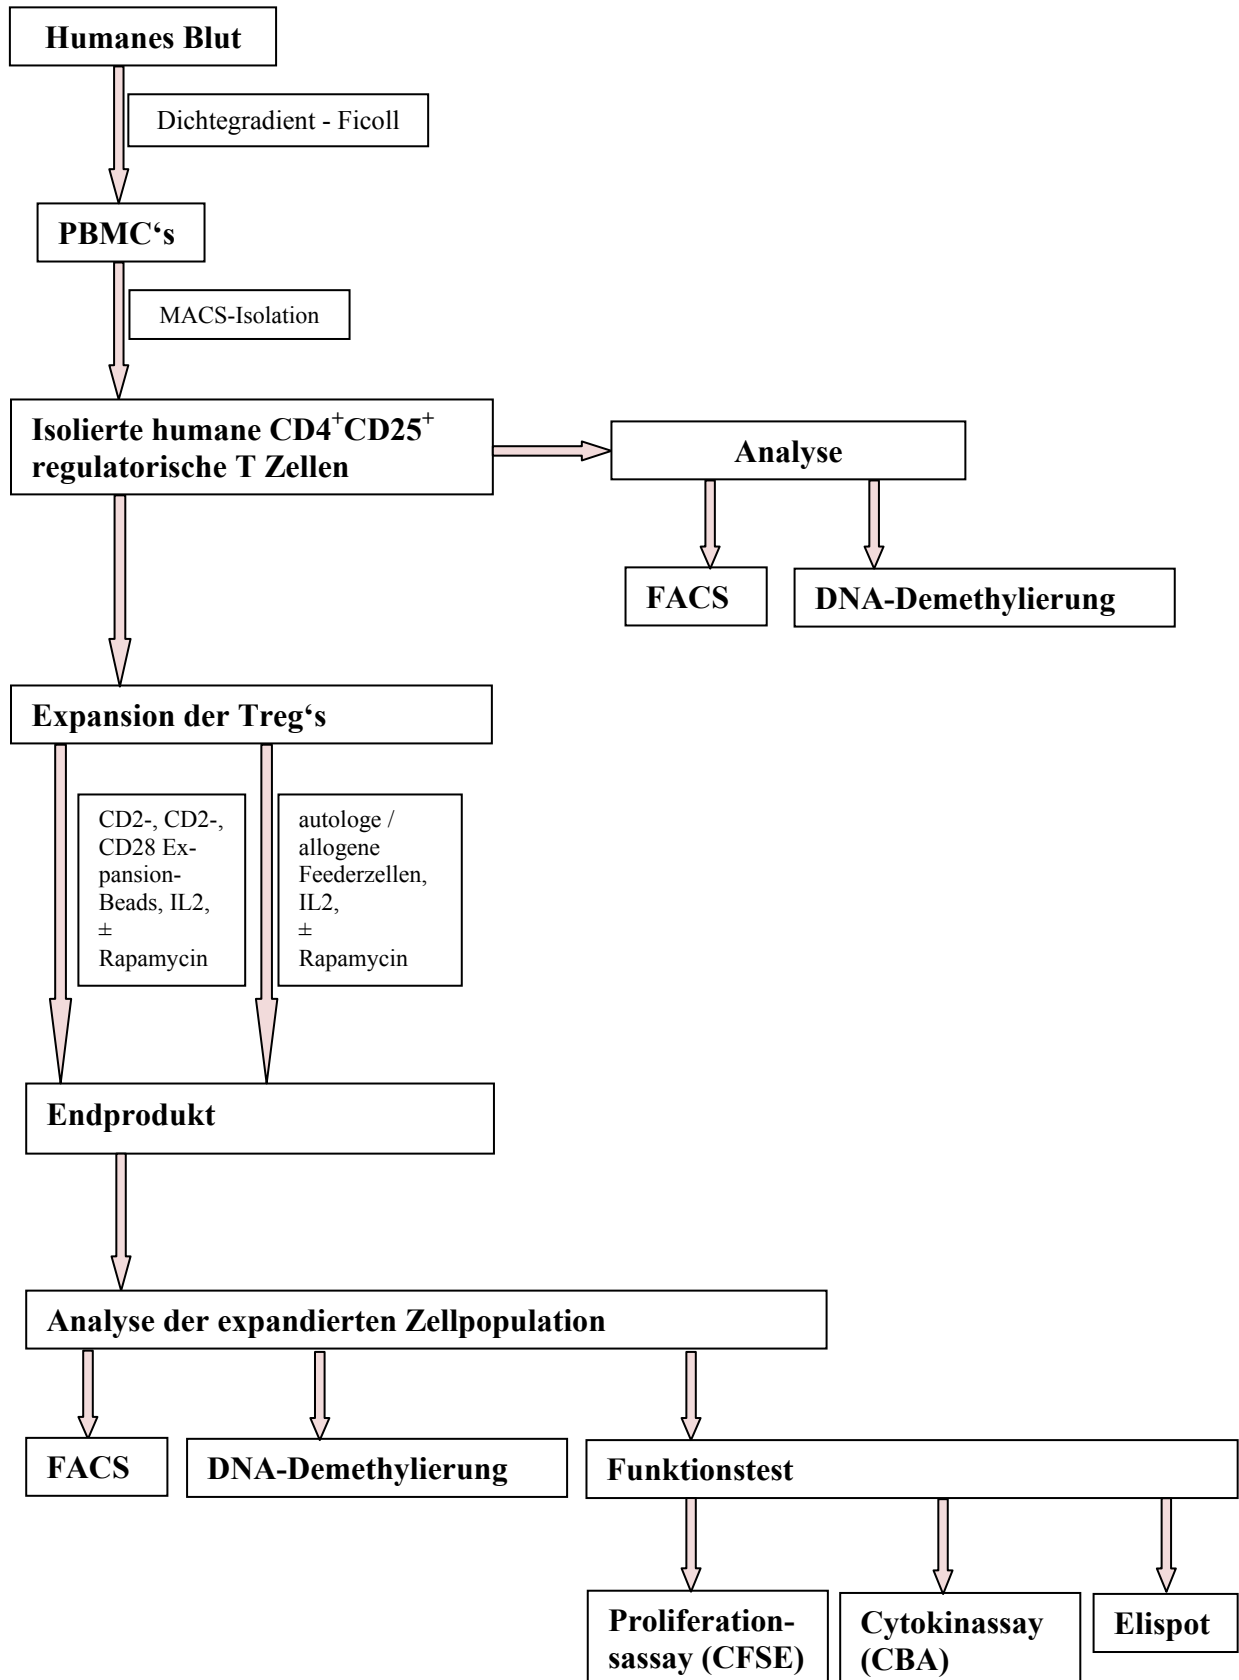 Humanes Blut
Dichtegradient - Ficoll
PBMC‘s
MACS-Isolation
Isolierte humane CD4⁺CD25⁺
regulatorische T Zellen
Analyse
FACS
DNA-Demethylierung
Expansion der Treg‘s
CD2-, CD2-,
CD28 Ex-
pansion-
Beads, IL2,
±
Rapamycin
autologe /
allogene
Feederzellen,
IL2,
±
Rapamycin
Endprodukt
Analyse der expandierten Zellpopulation
FACS
DNA-Demethylierung
Funktionstest
Proliferation-
sassay (CFSE)
Cytokinassay
(CBA)
Elispot